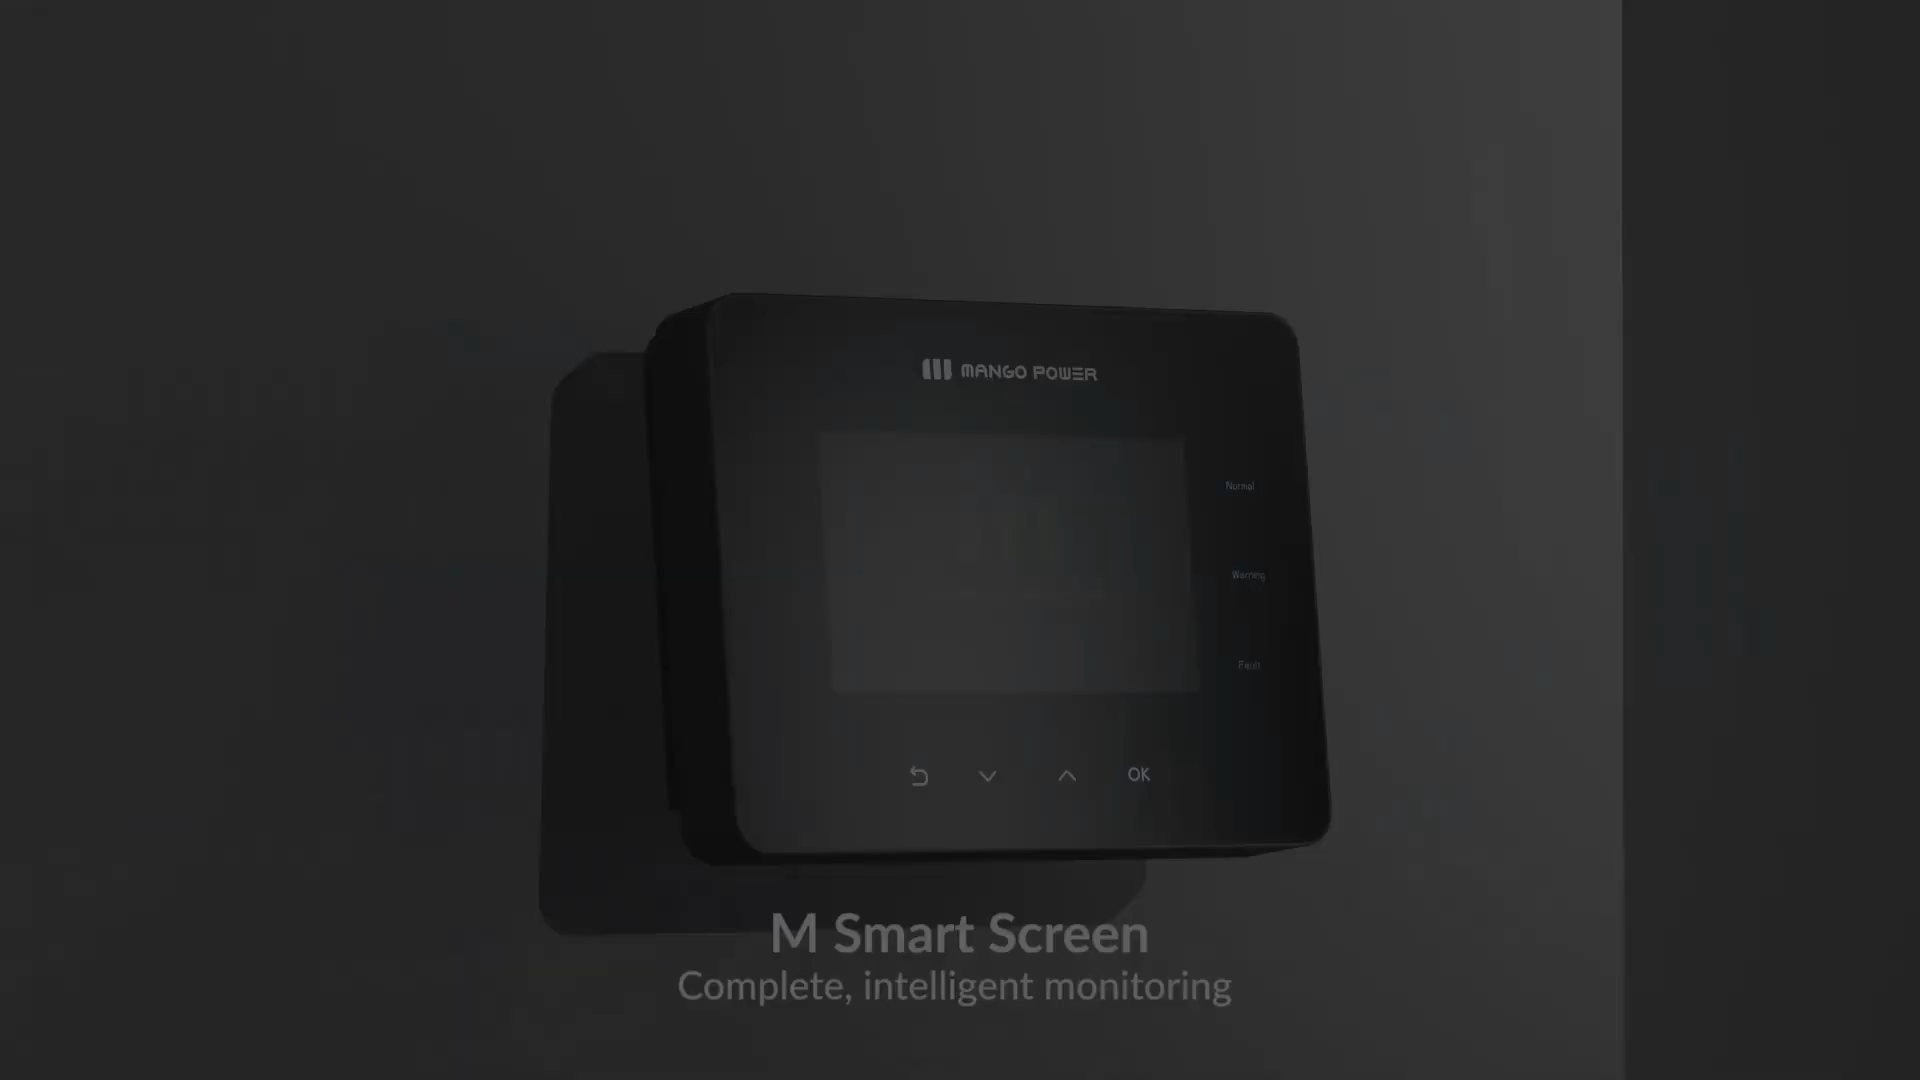 MANGO POWER
Normal
Warning
Fault
OK
M Smart Screen
Complete, intelligent monitoring